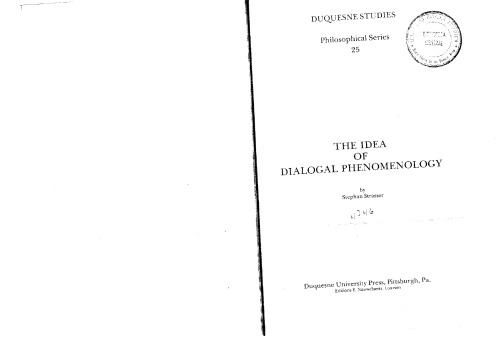 DUQUESNE STUDIES
Philosophical Series
25
THE IDEA
OF
DIALOGAL PHENOMENOLOGY
by
Stephan Strasser
4746
Duquesne University Press, Pittsburgh, Pa.
Editions E. Nauwelaerts, Louvain